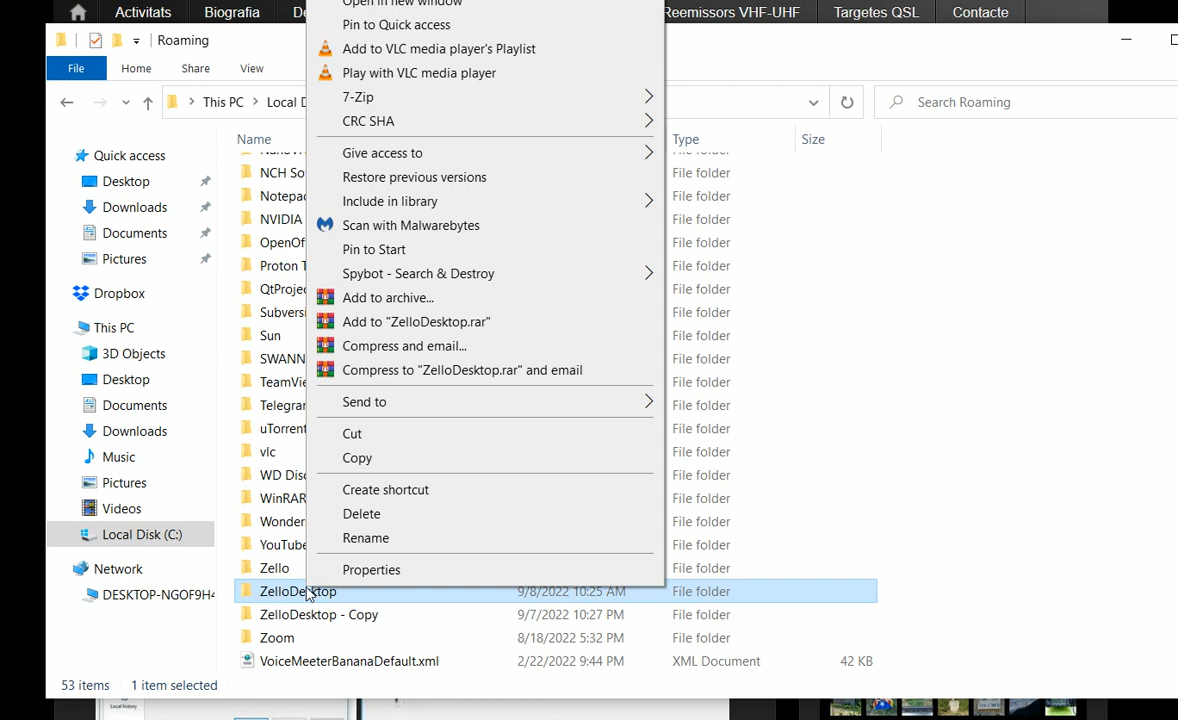 Activitats Biografia Reemissors VHF-UHF Targetes QSL Contacte
Roaming
File Home Share View
This PC Local Search Roaming
Name Type Size
Quick access
Desktop
Downloads
Documents
Pictures
Dropbox
This PC
3D Objects
Desktop
Documents
Downloads
Music
Pictures
Videos
Local Disk (C:)
Network
DESKTOP-NGOF9H4
File folder
NCH File folder
File folder
NVIDIA File folder
File folder
Proton File folder
File folder
File folder
Sun File folder
SWANN File folder
File folder
File folder
File folder
vlc File folder
WD File folder
WinRAR File folder
File folder
YouTube File folder
Zello File folder
ZelloDesktop 9/8/2022 10:25 AM File folder
ZelloDesktop - Copy 9/7/2022 10:27 PM File folder
Zoom 8/18/2022 5:32 PM File folder
VoiceMeeterBananaDefault.xml 2/22/2022 9:44 PM XML Document 42 KB
Open in new window
Pin to Quick access
Add to VLC media player's Playlist
Play with VLC media player
7-Zip
CRC SHA
Give access to
Restore previous versions
Include in library
Scan with Malwarebytes
Pin to Start
Spybot - Search & Destroy
Add to archive...
Add to "ZelloDesktop.rar"
Compress and email...
Compress to "ZelloDesktop.rar" and email
Send to
Cut
Copy
Create shortcut
Delete
Rename
Properties
53 items 1 item selected
Local history